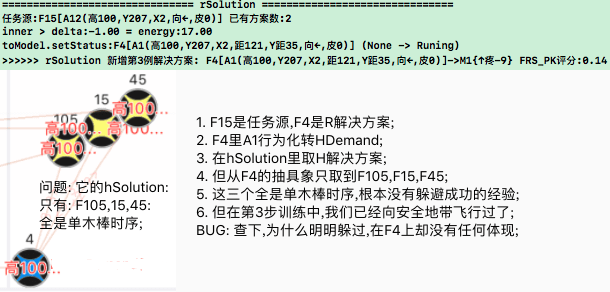 ============================== rSolution ==============================
任务源:F15[A12(高100,Y207,X2,向←,皮0)] 已有方案数:2
inner > delta:-1.00 = energy:17.00
toModel.setStatus:F4[A1(高100,Y207,X2,距121,Y距35,向←,皮0)] (None -> Runing)
>>>>>> rSolution 新增第3例解决方案: F4[A1(高100,Y207,X2,距121,Y距35,向←,皮0)]->M1{↑疼-9} FRS_PK评分:0.14
45
15
高100...
105
高100...
高100...
高100...
问题: 它的hSolution:
只有: F105,15,45:
全是单木棒时序;
4
高100...
1. F15是任务源,F4是R解决方案;
2. F4里A1行为化转HDemand;
3. 在hSolution里取H解决方案;
4. 但从F4的抽具象只取到F105,F15,F45;
5. 这三个全是单木棒时序,根本没有躲避成功的经验;
6. 但在第3步训练中,我们已经向安全地带飞行过了;
BUG: 查下,为什么明明躲过,在F4上却没有任何体现;